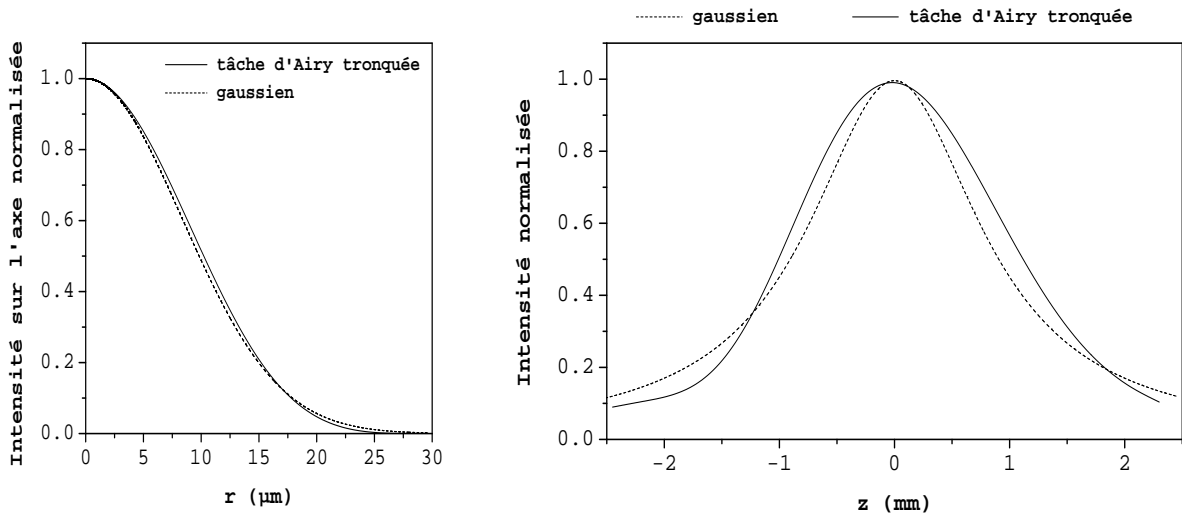 gaussien
tâche d'Airy tronquée
tâche d'Airy tronquée
gaussien
Intensité sur l'axe normalisée
1.0
0.8
0.6
0.4
0.2
0.0
0 5 10 15 20 25 30
r (µm)
Intensité normalisée
1.0
0.8
0.6
0.4
0.2
0.0
-2 -1 0 1 2
z (mm)